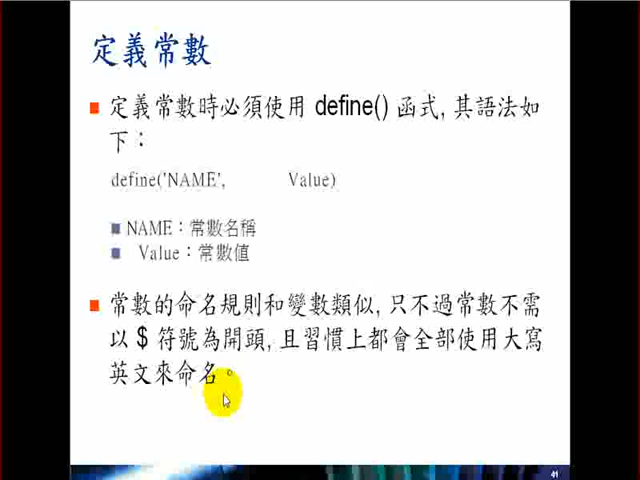 定義常數
定義常數時必須使用 define() 函式, 其語法如
下：
define('NAME', Value)
NAME：常數名稱
Value：常數值
常數的命名規則和變數類似, 只不過常數不需
以 $ 符號為開頭, 且習慣上都會全部使用大寫
英文來命名。
41